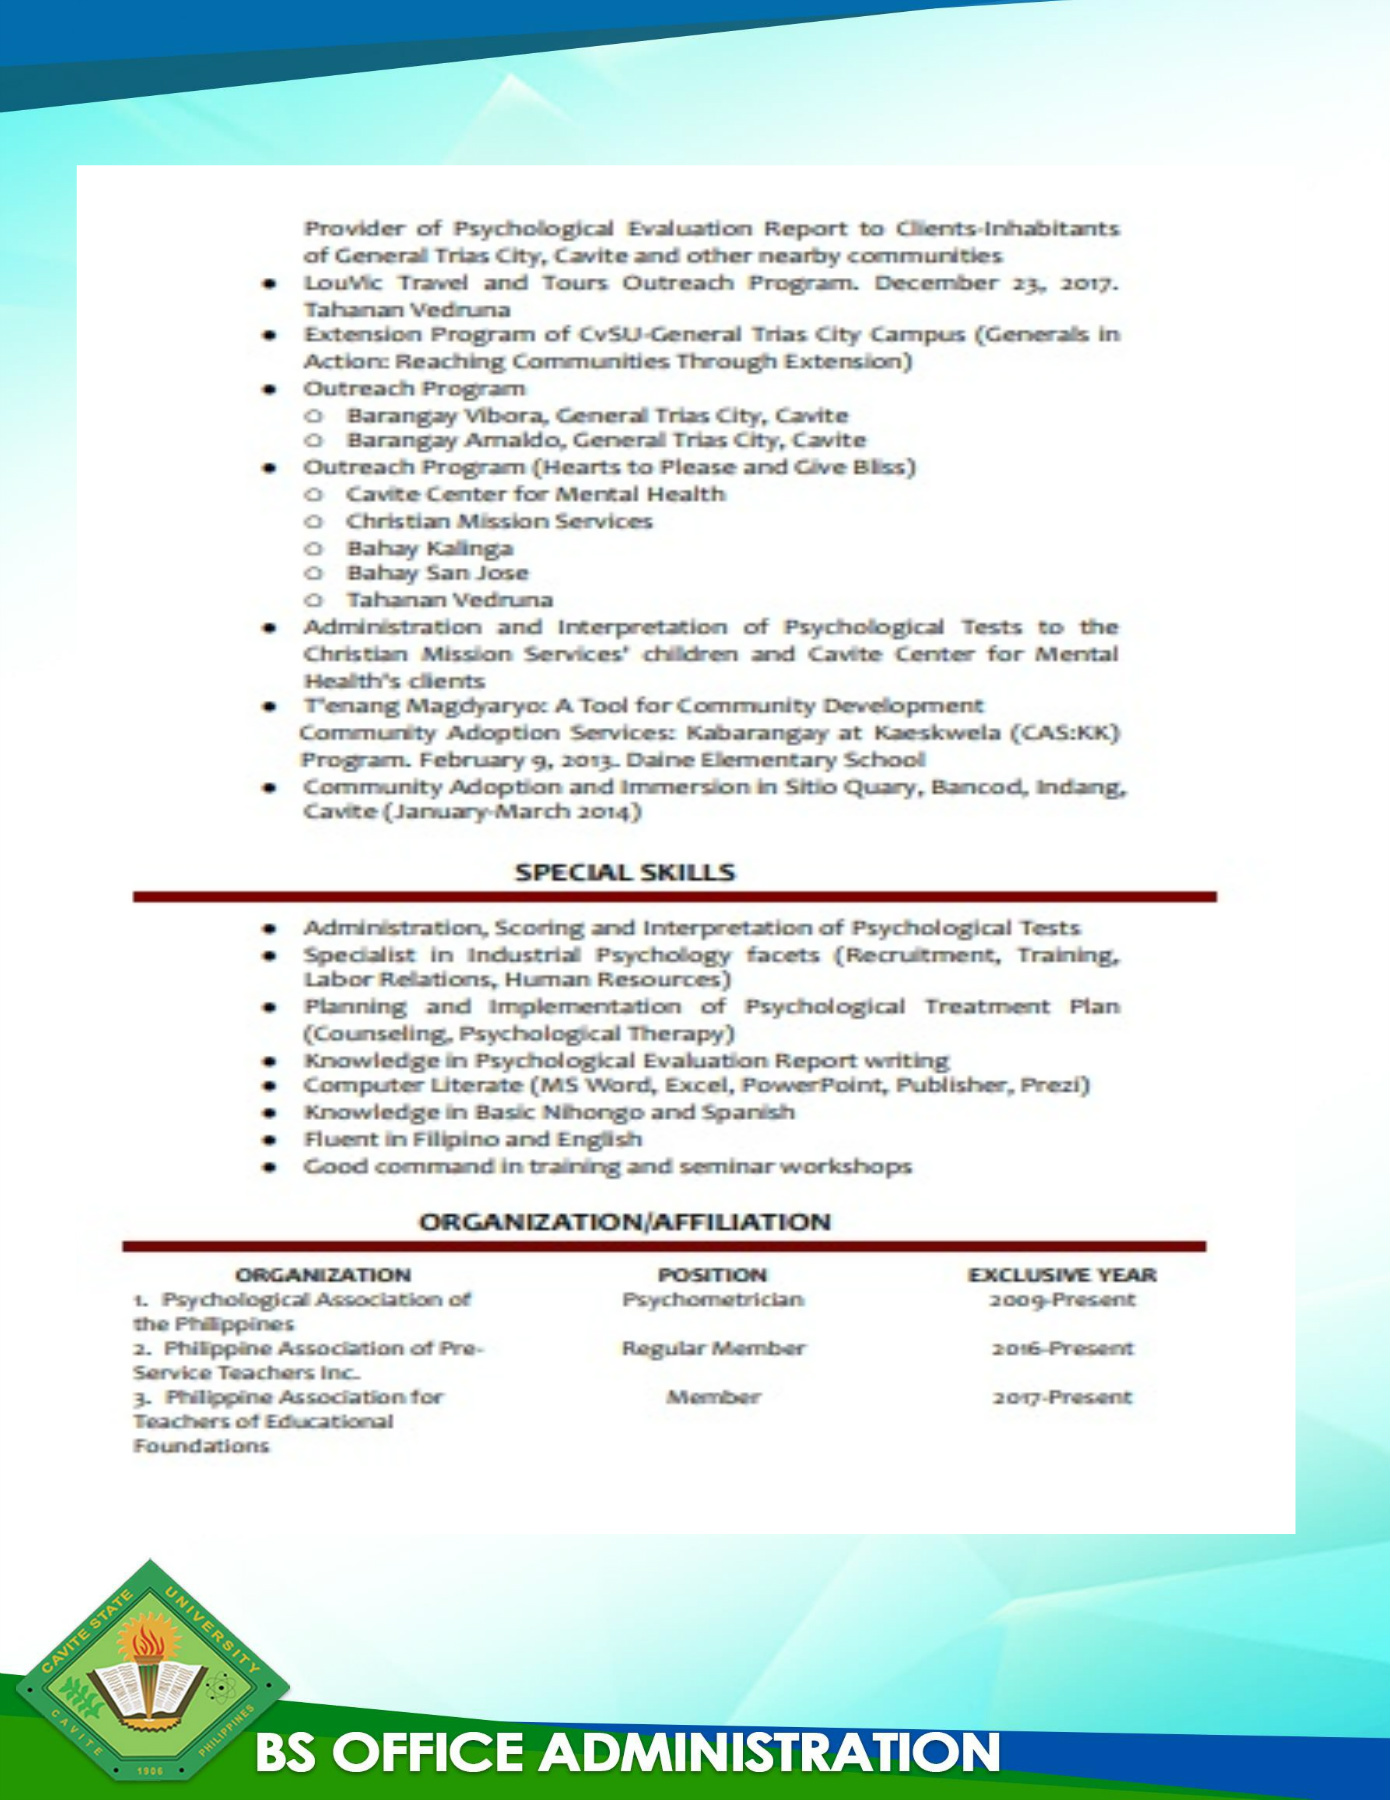 Provider of Psychological Evaluation Report to Clients-Inhabitants
of General Trias City, Cavite and other nearby communities
● LouVic Travel and Tours Outreach Program. December 23, 2017.
Tahanan Vedruna
● Extension Program of CvSU-General Trias City Campus (Generals in
Action: Reaching Communities Through Extension)
● Outreach Program
○ Barangay Vibora, General Trias City, Cavite
○ Barangay Arnaldo, General Trias City, Cavite
● Outreach Program (Hearts to Please and Give Bliss)
○ Cavite Center for Mental Health
○ Christian Mission Services
○ Bahay Kalinga
○ Bahay San Jose
○ Tahanan Vedruna
● Administration and Interpretation of Psychological Tests to the
Christian Mission Services' children and Cavite Center for Mental
Health's clients
● T'enang Magdyaryo: A Tool for Community Development
Community Adoption Services: Kabarangay at Kaeskwela (CAS:KK)
Program. February 9, 2013. Daine Elementary School
● Community Adoption and Immersion in Sitio Quary, Bancod, Indang,
Cavite (January-March 2014)
SPECIAL SKILLS
● Administration, Scoring and Interpretation of Psychological Tests
● Specialist in Industrial Psychology facets (Recruitment, Training,
Labor Relations, Human Resources)
● Planning and Implementation of Psychological Treatment Plan
(Counseling, Psychological Therapy)
● Knowledge in Psychological Evaluation Report writing
● Computer Literate (MS Word, Excel, PowerPoint, Publisher, Prezi)
● Knowledge in Basic Nihongo and Spanish
● Fluent in Filipino and English
● Good command in training and seminar workshops
ORGANIZATION/AFFILIATION
ORGANIZATION POSITION EXCLUSIVE YEAR
1. Psychological Association of Psychometrician 2009-Present
the Philippines
2. Philippine Association of Pre- Regular Member 2016-Present
Service Teachers Inc.
3. Philippine Association for Member 2017-Present
Teachers of Educational
Foundations
CAVITE STATE UNIVERSITY
CAVITE PHILIPPINES
1906
BS OFFICE ADMINISTRATION